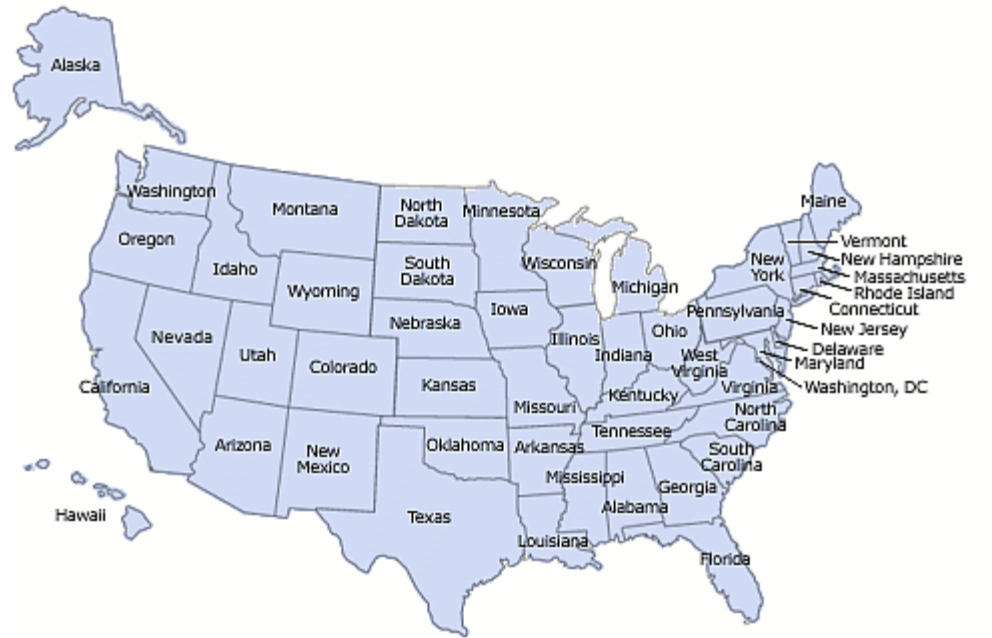 Alaska
Washington
Montana
North
Dakota
Minnesota
Maine
Oregon
Idaho
Wyoming
South
Dakota
Wisconsin
Michigan
New
York
Vermont
New Hampshire
Massachusetts
Rhode Island
Connecticut
New Jersey
Delaware
Maryland
Washington, DC
Nevada
Utah
Colorado
Nebraska
Iowa
Illinois
Indiana
Ohio
Pennsylvania
West
Virginia
Virginia
California
Kansas
Missouri
Kentucky
North
Carolina
Tennessee
South
Carolina
Arizona
New
Mexico
Oklahoma
Arkansas
Mississippi
Alabama
Georgia
Hawaii
Texas
Louisiana
Florida